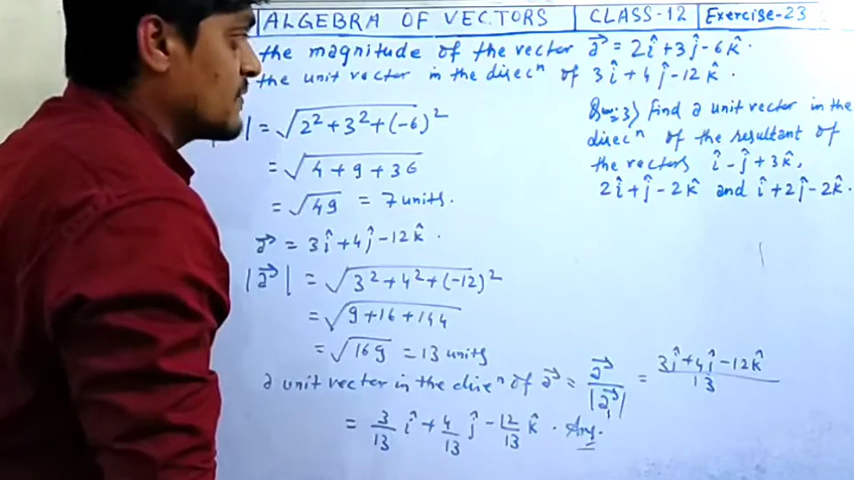 ALGEBRA OF VECTORS | CLASS-12 | Exercise-23
the magnitude of the vector a⃗ = 2î+3ĵ-6k̂.
the unit vector in the direcⁿ of 3î+4ĵ-12k̂.
| = √(2²+3²+(-6)²)
= √(4+9+36)
= √49 = 7 units.
a⃗ = 3î+4ĵ-12k̂.
|a⃗| = √(3²+4²+(-12)²)
= √(9+16+144)
= √169 = 13 units
a unit vector in the direcⁿ of a⃗ = a⃗/|a⃗| = (3î+4ĵ-12k̂)/13
= 3/13 î + 4/13 ĵ - 12/13 k̂. Ans.
3) find a unit vector in the
direcⁿ of the resultant of
the vectors î-ĵ+3k̂,
2î+ĵ-2k̂ and î+2ĵ-2k̂.